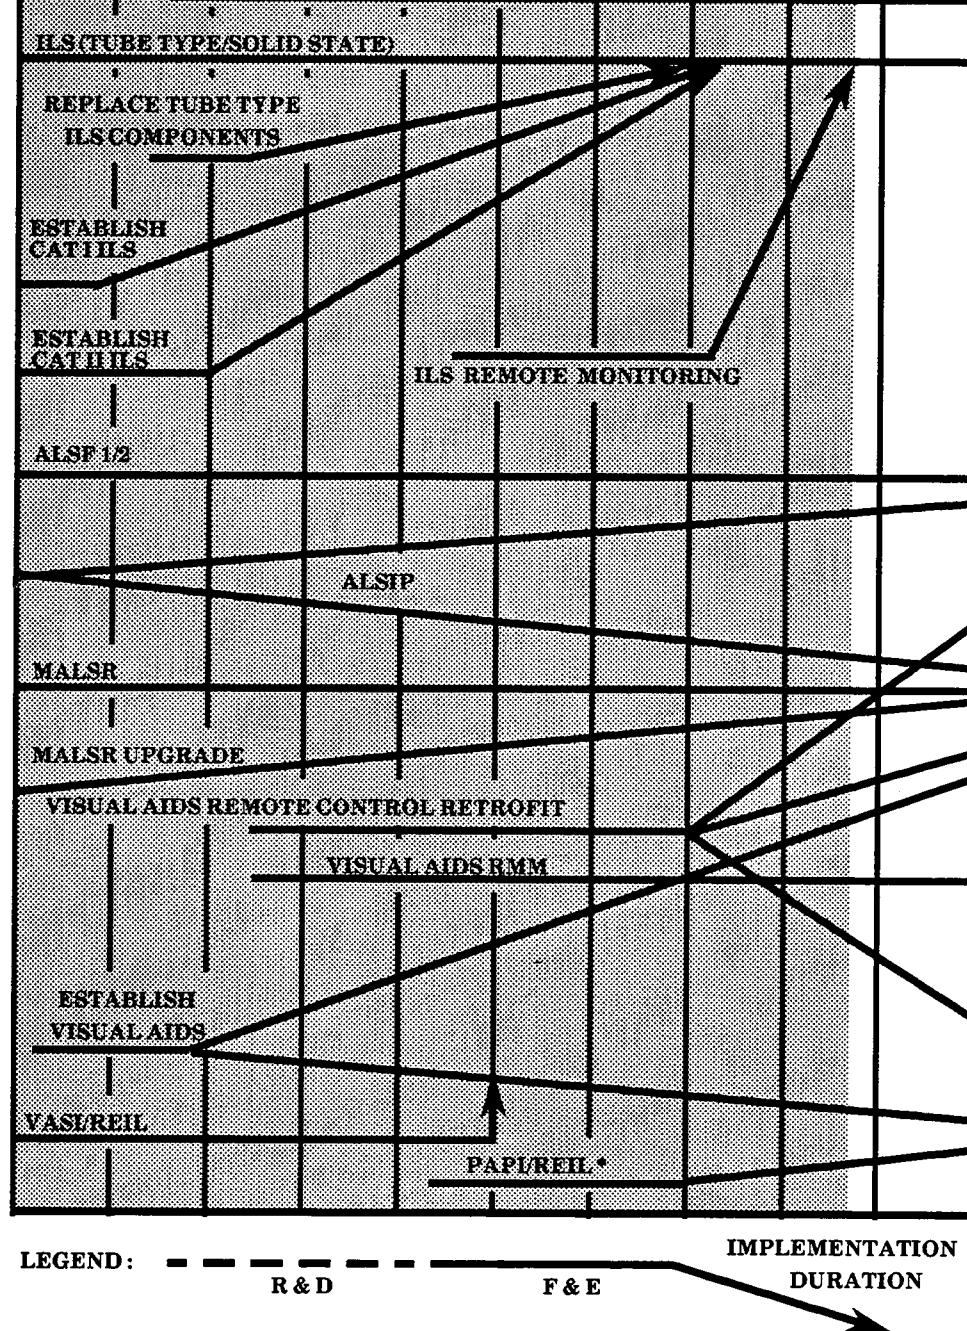 ILS (TUBE TYPE/SOLID STATE)
REPLACE TUBE TYPE
ILS COMPONENTS
ESTABLISH
CAT I ILS
ESTABLISH
CAT II ILS
ILS REMOTE MONITORING
ALSF 1/2
ALSIP
MALSR
MALSR UPGRADE
VISUAL AIDS REMOTE CONTROL RETROFIT
VISUAL AIDS RMM
ESTABLISH
VISUAL AIDS
VASI/REIL
PAPI/REIL *
LEGEND:
R & D
F & E
IMPLEMENTATION
DURATION